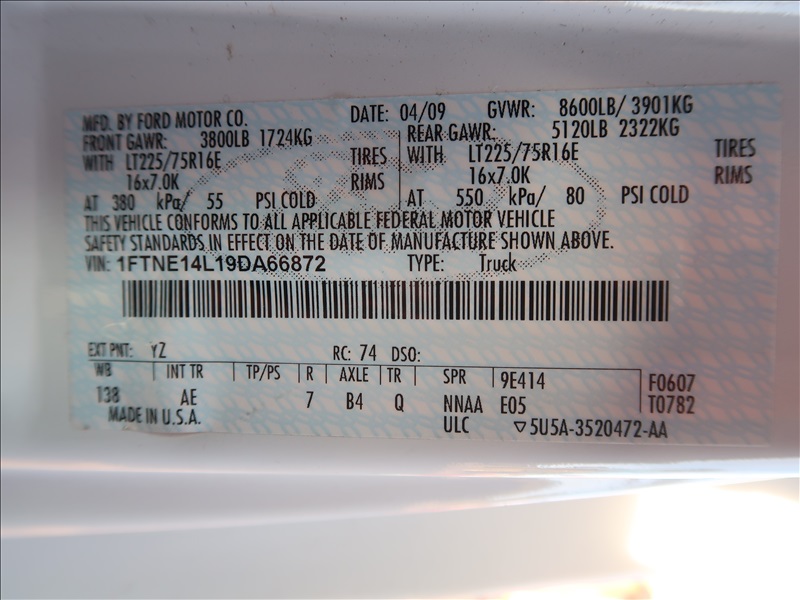 MFD. BY FORD MOTOR CO. DATE: 04/09 GVWR: 8600LB/ 3901KG
FRONT GAWR: 3800LB 1724KG REAR GAWR: 5120LB 2322KG
WITH LT225/75R16E TIRES WITH LT225/75R16E TIRES
16x7.0K RIMS 16x7.0K RIMS
AT 380 kPa/ 55 PSI COLD AT 550 kPa/ 80 PSI COLD
THIS VEHICLE CONFORMS TO ALL APPLICABLE FEDERAL MOTOR VEHICLE
SAFETY STANDARDS IN EFFECT ON THE DATE OF MANUFACTURE SHOWN ABOVE.
VIN: 1FTNE14L19DA66872 TYPE: Truck
EXT PNT: YZ RC: 74 DSO:
WB INT TR TP/PS R AXLE TR SPR 9E414 F0607
138 AE 7 B4 Q NNAA E05 T0782
MADE IN U.S.A. ULC ▽5U5A-3520472-AA